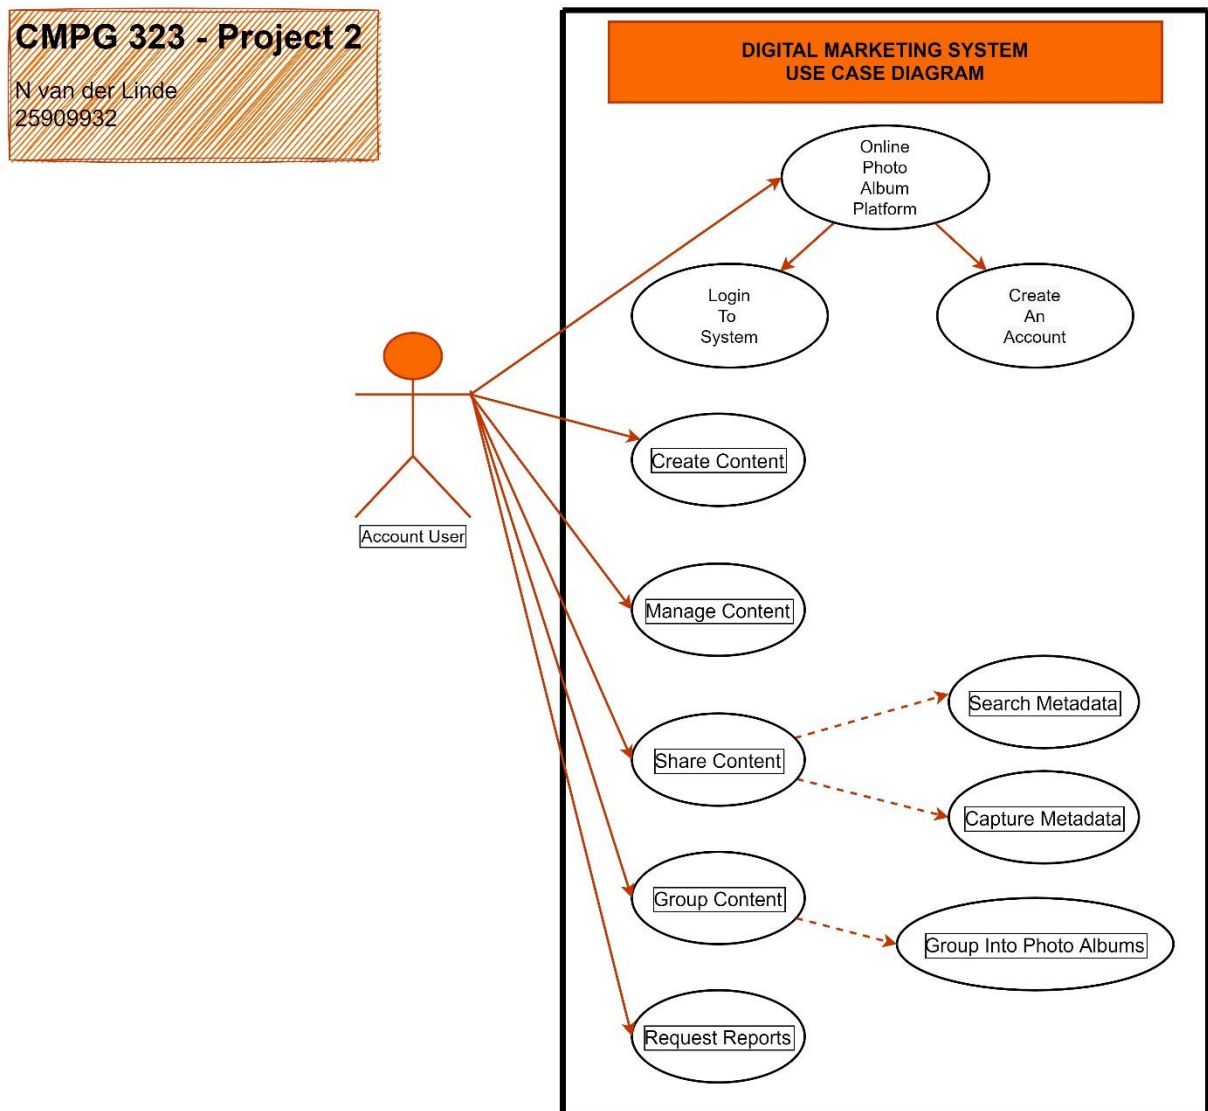 CMPG 323 - Project 2
N van der Linde
25909932
DIGITAL MARKETING SYSTEM
USE CASE DIAGRAM
Online
Photo
Album
Platform
Login
To
System
Create
An
Account
Account User
Create Content
Manage Content
Share Content
Search Metadata
Capture Metadata
Group Content
Group Into Photo Albums
Request Reports